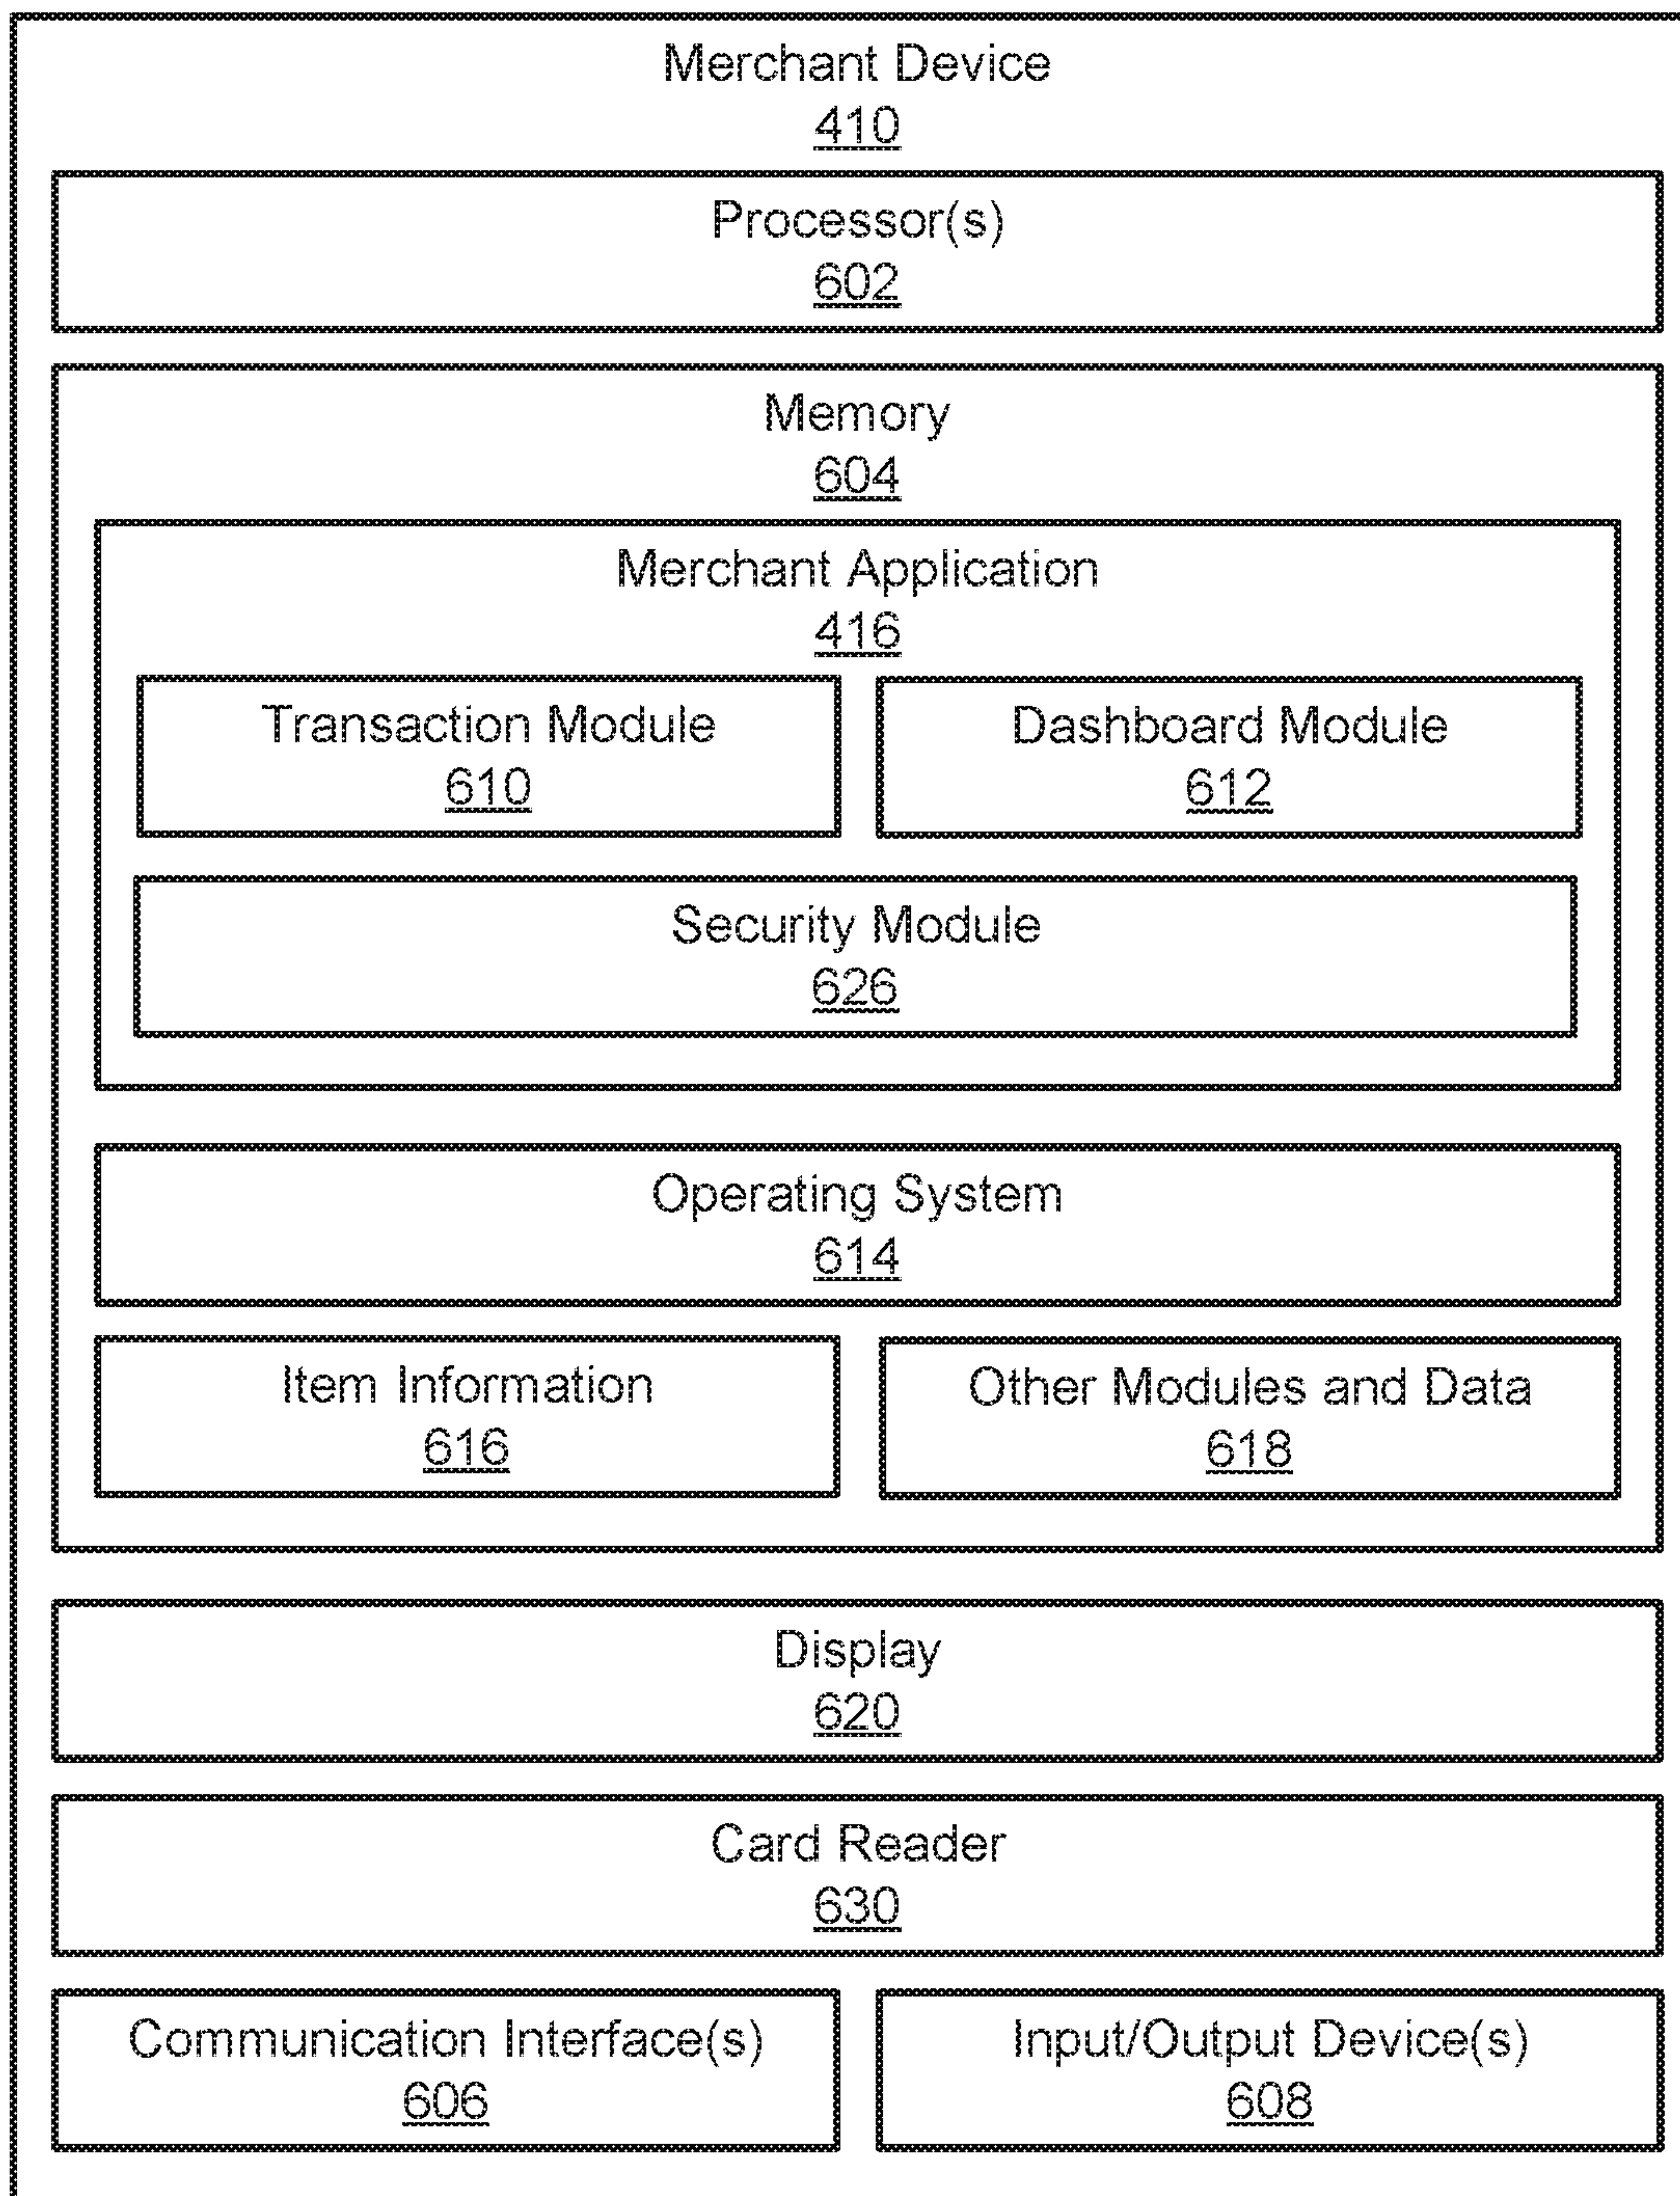 Merchant Device
410
Processor(s)
602
Memory
604
Merchant Application
416
Transaction Module
610
Dashboard Module
612
Security Module
626
Operating System
614
Item Information
616
Other Modules and Data
618
Display
620
Card Reader
630
Communication Interface(s)
606
Input/Output Device(s)
608